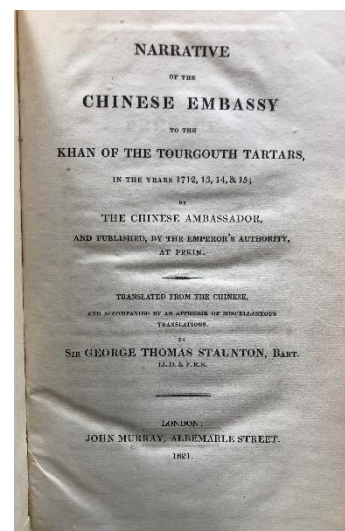 NARRATIVE
OF THE
CHINESE EMBASSY
TO THE
KHAN OF THE TOURGOUTH TARTARS,
IN THE YEARS 1712, 13, 14, & 15;
BY
THE CHINESE AMBASSADOR,
AND PUBLISHED, BY THE EMPEROR'S AUTHORITY,
AT PEKIN.
TRANSLATED FROM THE CHINESE,
AND ACCOMPANIED BY AN APPENDIX OF MISCELLANEOUS
TRANSLATIONS.
BY
SIR GEORGE THOMAS STAUNTON, BART.
LL.D. & F.R.S.
LONDON:
JOHN MURRAY, ALBEMARLE STREET.
1821.